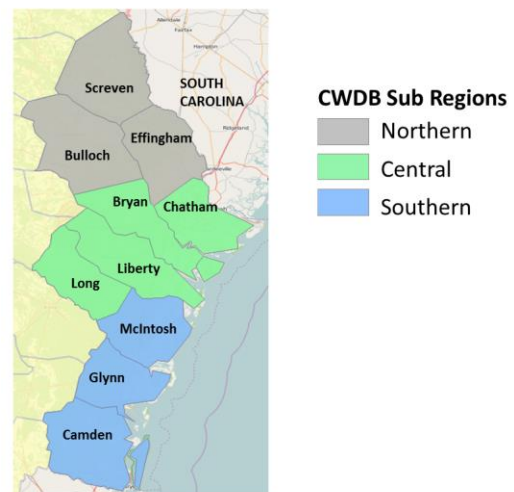 Screven
SOUTH
CAROLINA
Effingham
Bulloch
Bryan
Chatham
Liberty
Long
McIntosh
Glynn
Camden
CWDB Sub Regions
Northern
Central
Southern